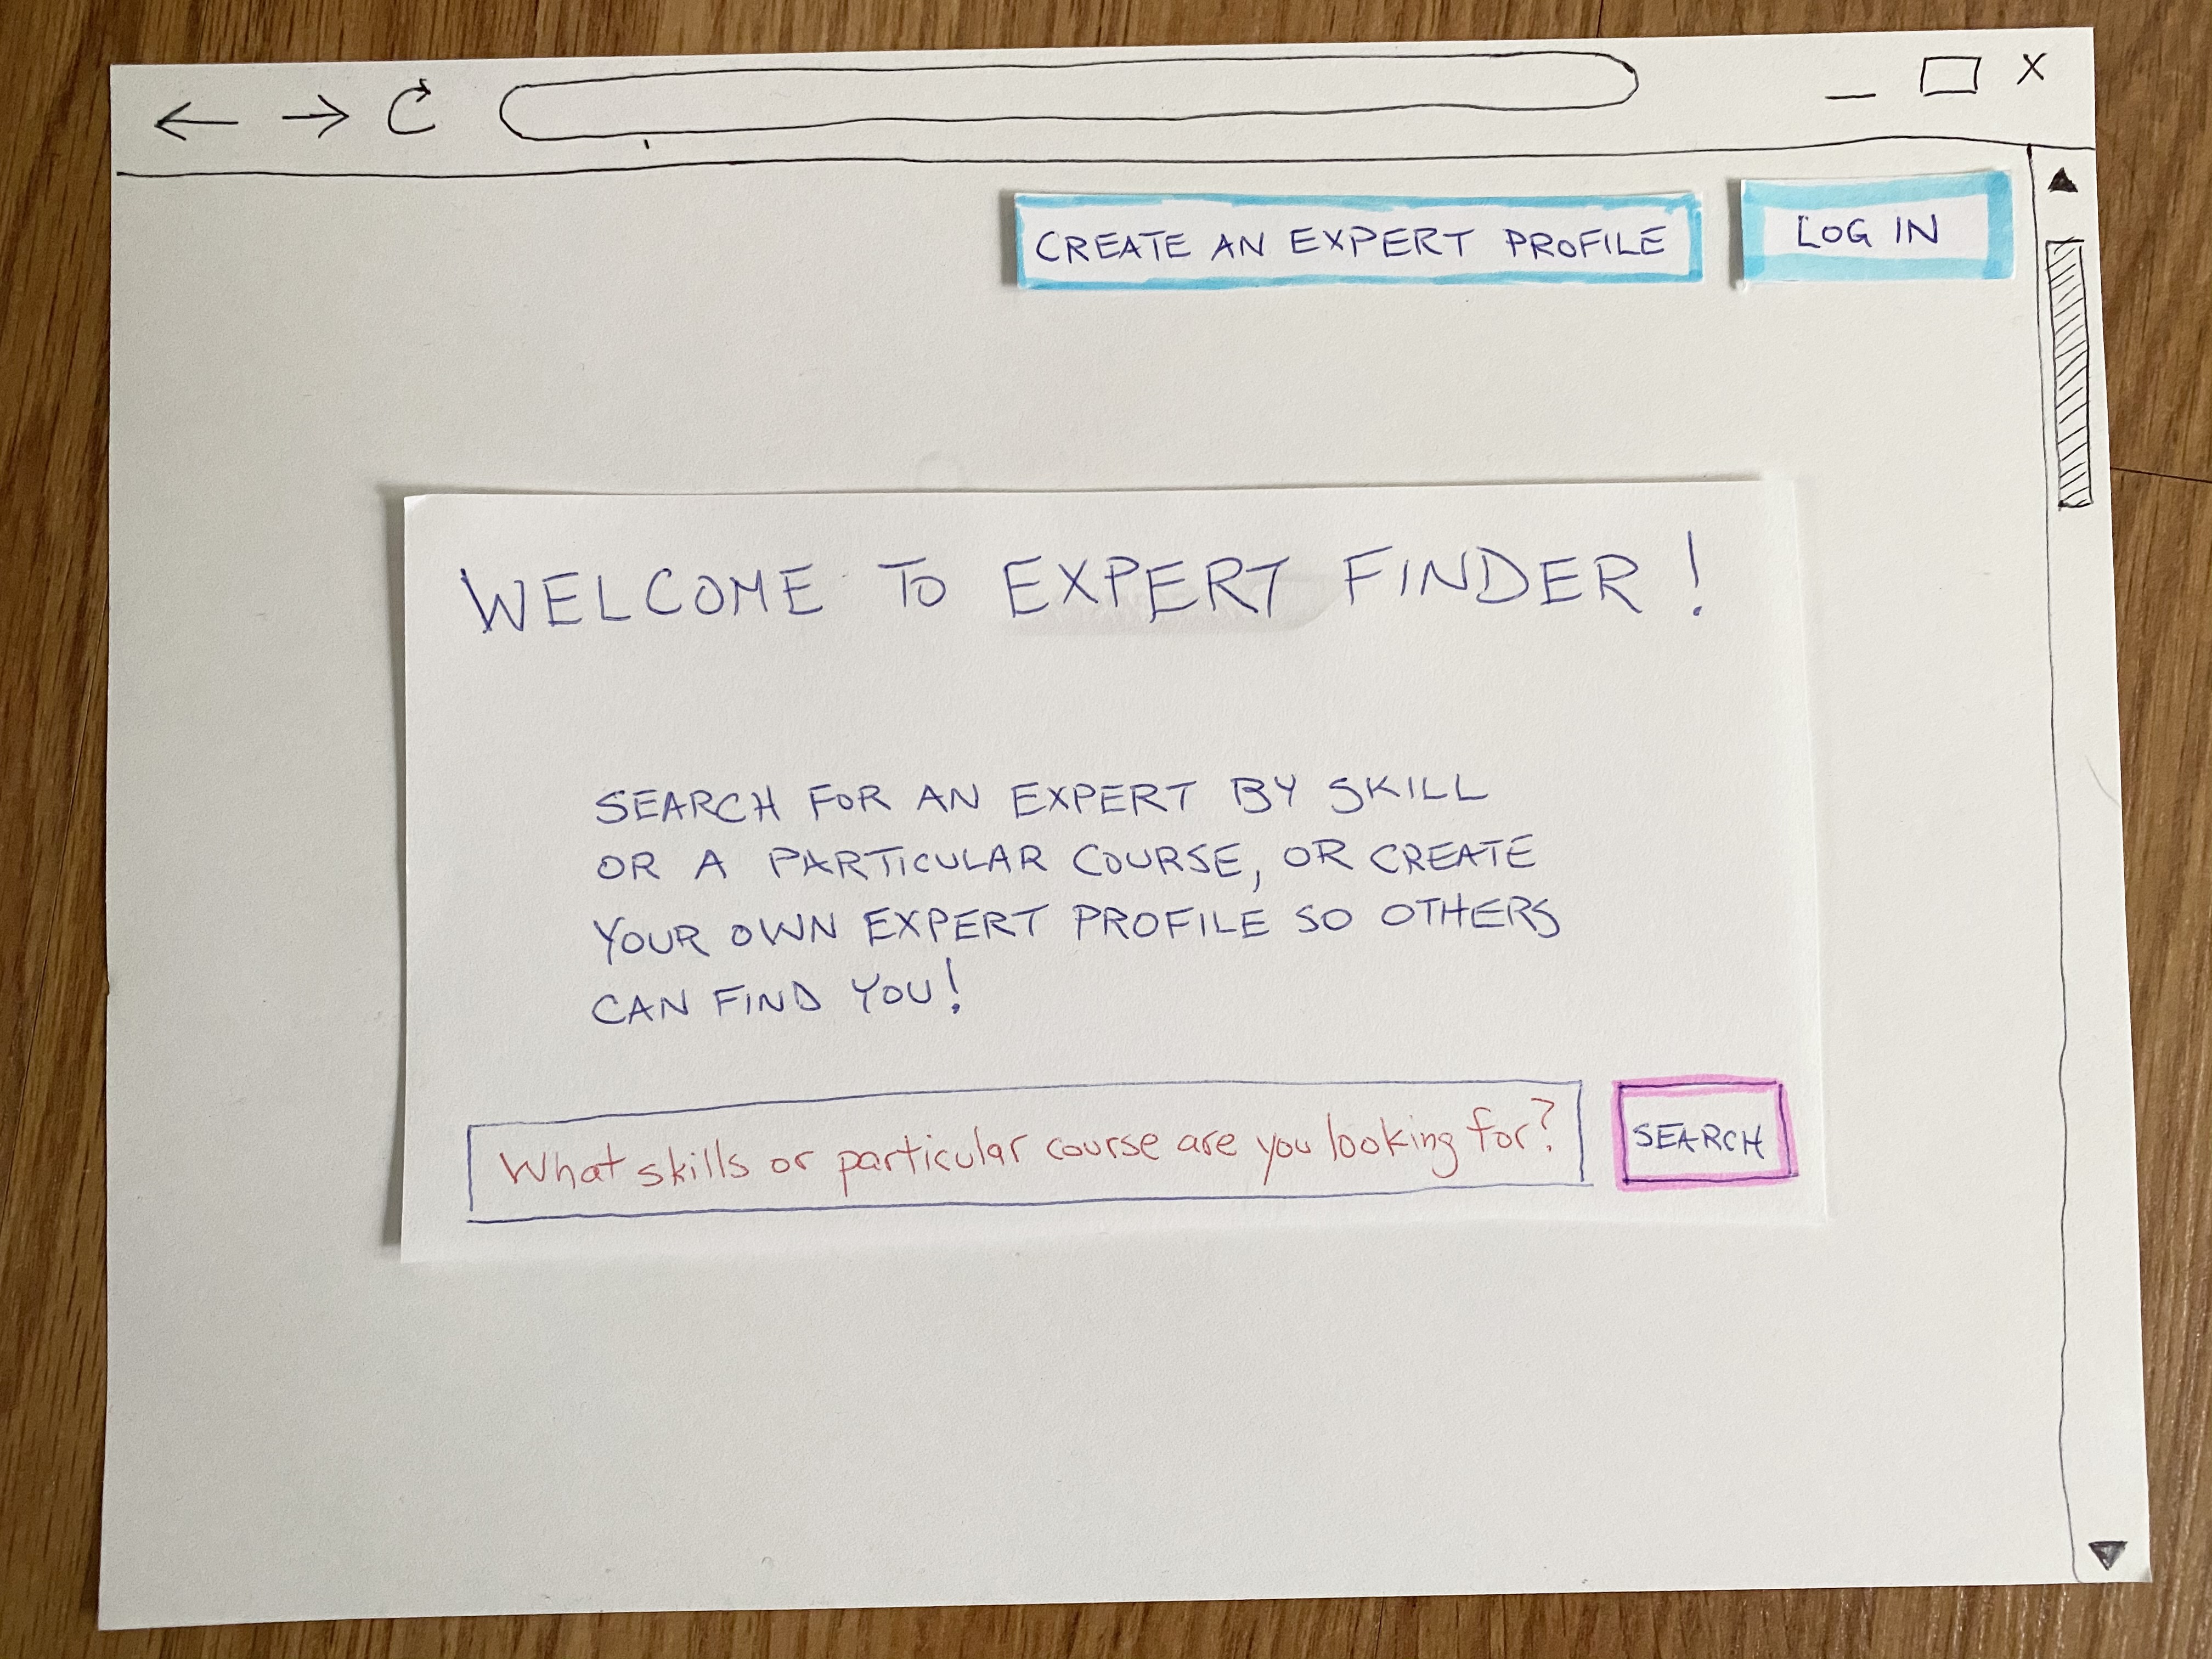 X
CREATE AN EXPERT PROFILE
LOG IN
WELCOME TO EXPERT FINDER!
SEARCH FOR AN EXPERT BY SKILL
OR A PARTICULAR COURSE, OR CREATE
YOUR OWN EXPERT PROFILE SO OTHERS
CAN FIND YOU!
What skills or particular course are you looking for?
SEARCH